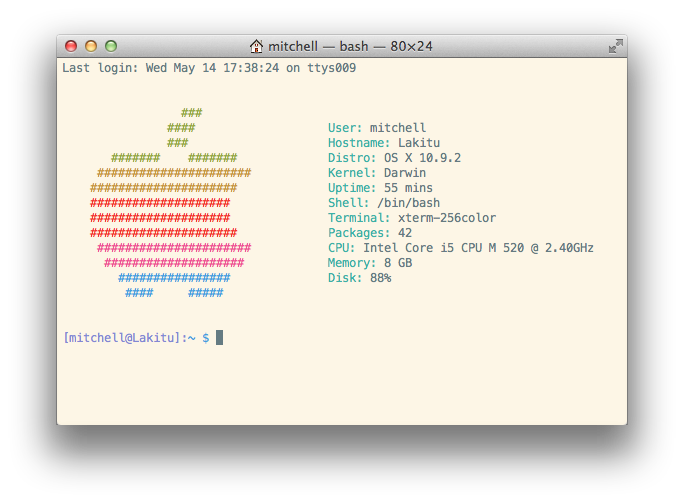 mitchell — bash — 80×24
Last login: Wed May 14 17:38:24 on ttys009
###
####
###
#######    #######
######################
#####################
####################
####################
#####################
######################
####################
################
####     #####
User: mitchell
Hostname: Lakitu
Distro: OS X 10.9.2
Kernel: Darwin
Uptime: 55 mins
Shell: /bin/bash
Terminal: xterm-256color
Packages: 42
CPU: Intel Core i5 CPU M 520 @ 2.40GHz
Memory: 8 GB
Disk: 88%
[mitchell@Lakitu]:~ $